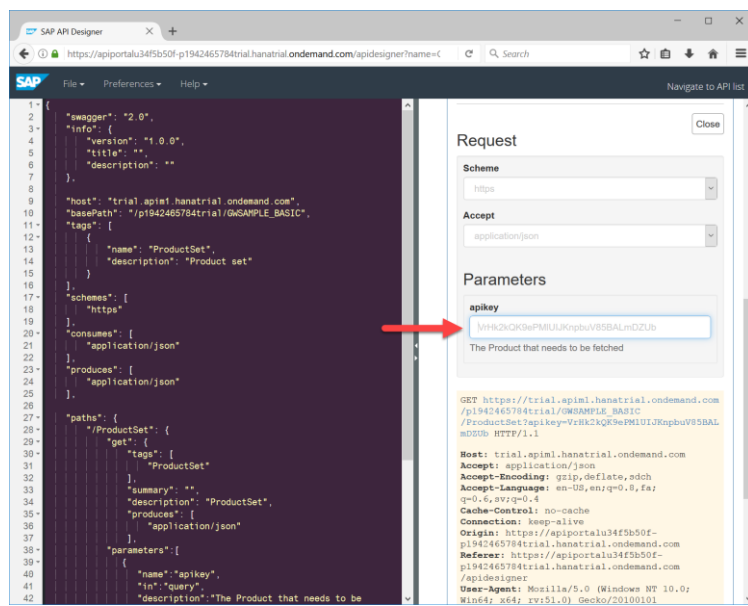 SAP API Designer
https://apiportalu34f5b50f-p1942465784trial.hanatrial.ondemand.com/apidesigner?name=
Search
SAP File Preferences Help Navigate to API list
1 {
2 "swagger": "2.0",
3 "info": {
4 "version": "1.0.0",
5 "title": "",
6 "description": ""
7 },
8
9 "host": "trial.apim1.hanatrial.ondemand.com",
10 "basePath": "/p1942465784trial/GWSAMPLE_BASIC",
11 "tags": [
12 {
13 "name": "ProductSet",
14 "description": "Product set"
15 }
16 ],
17 "schemes": [
18 "https"
19 ],
20 "consumes": [
21 "application/json"
22 ],
23 "produces": [
24 "application/json"
25 ],
26
27 "paths": {
28 "/ProductSet": {
29 "get": {
30 "tags": [
31 "ProductSet"
32 ],
33 "summary": "",
34 "description": "ProductSet",
35 "produces": [
36 "application/json"
37 ],
38 "parameters":[
39 {
40 "name":"apikey",
41 "in":"query",
42 "description":"The Product that needs to be
Close
Request
Scheme
https
Accept
application/json
Parameters
apikey
VrHk2kQK9ePMlUIJKnpbuV85BALmDZUb
The Product that needs to be fetched
GET https://trial.apim1.hanatrial.ondemand.com
/p1942465784trial/GWSAMPLE_BASIC
/ProductSet?apikey=VrHk2kQK9ePMlUIJKnpbuV85BAL
mDZUb HTTP/1.1
Host: trial.apim1.hanatrial.ondemand.com
Accept: application/json
Accept-Encoding: gzip,deflate,sdch
Accept-Language: en-US,en;q=0.8,fa;
q=0.6,sv;q=0.4
Cache-Control: no-cache
Connection: keep-alive
Origin: https://apiportalu34f5b50f-
p1942465784trial.hanatrial.ondemand.com
Referer: https://apiportalu34f5b50f-
p1942465784trial.hanatrial.ondemand.com
/apidesigner
User-Agent: Mozilla/5.0 (Windows NT 10.0;
Win64; x64; rv:51.0) Gecko/20100101